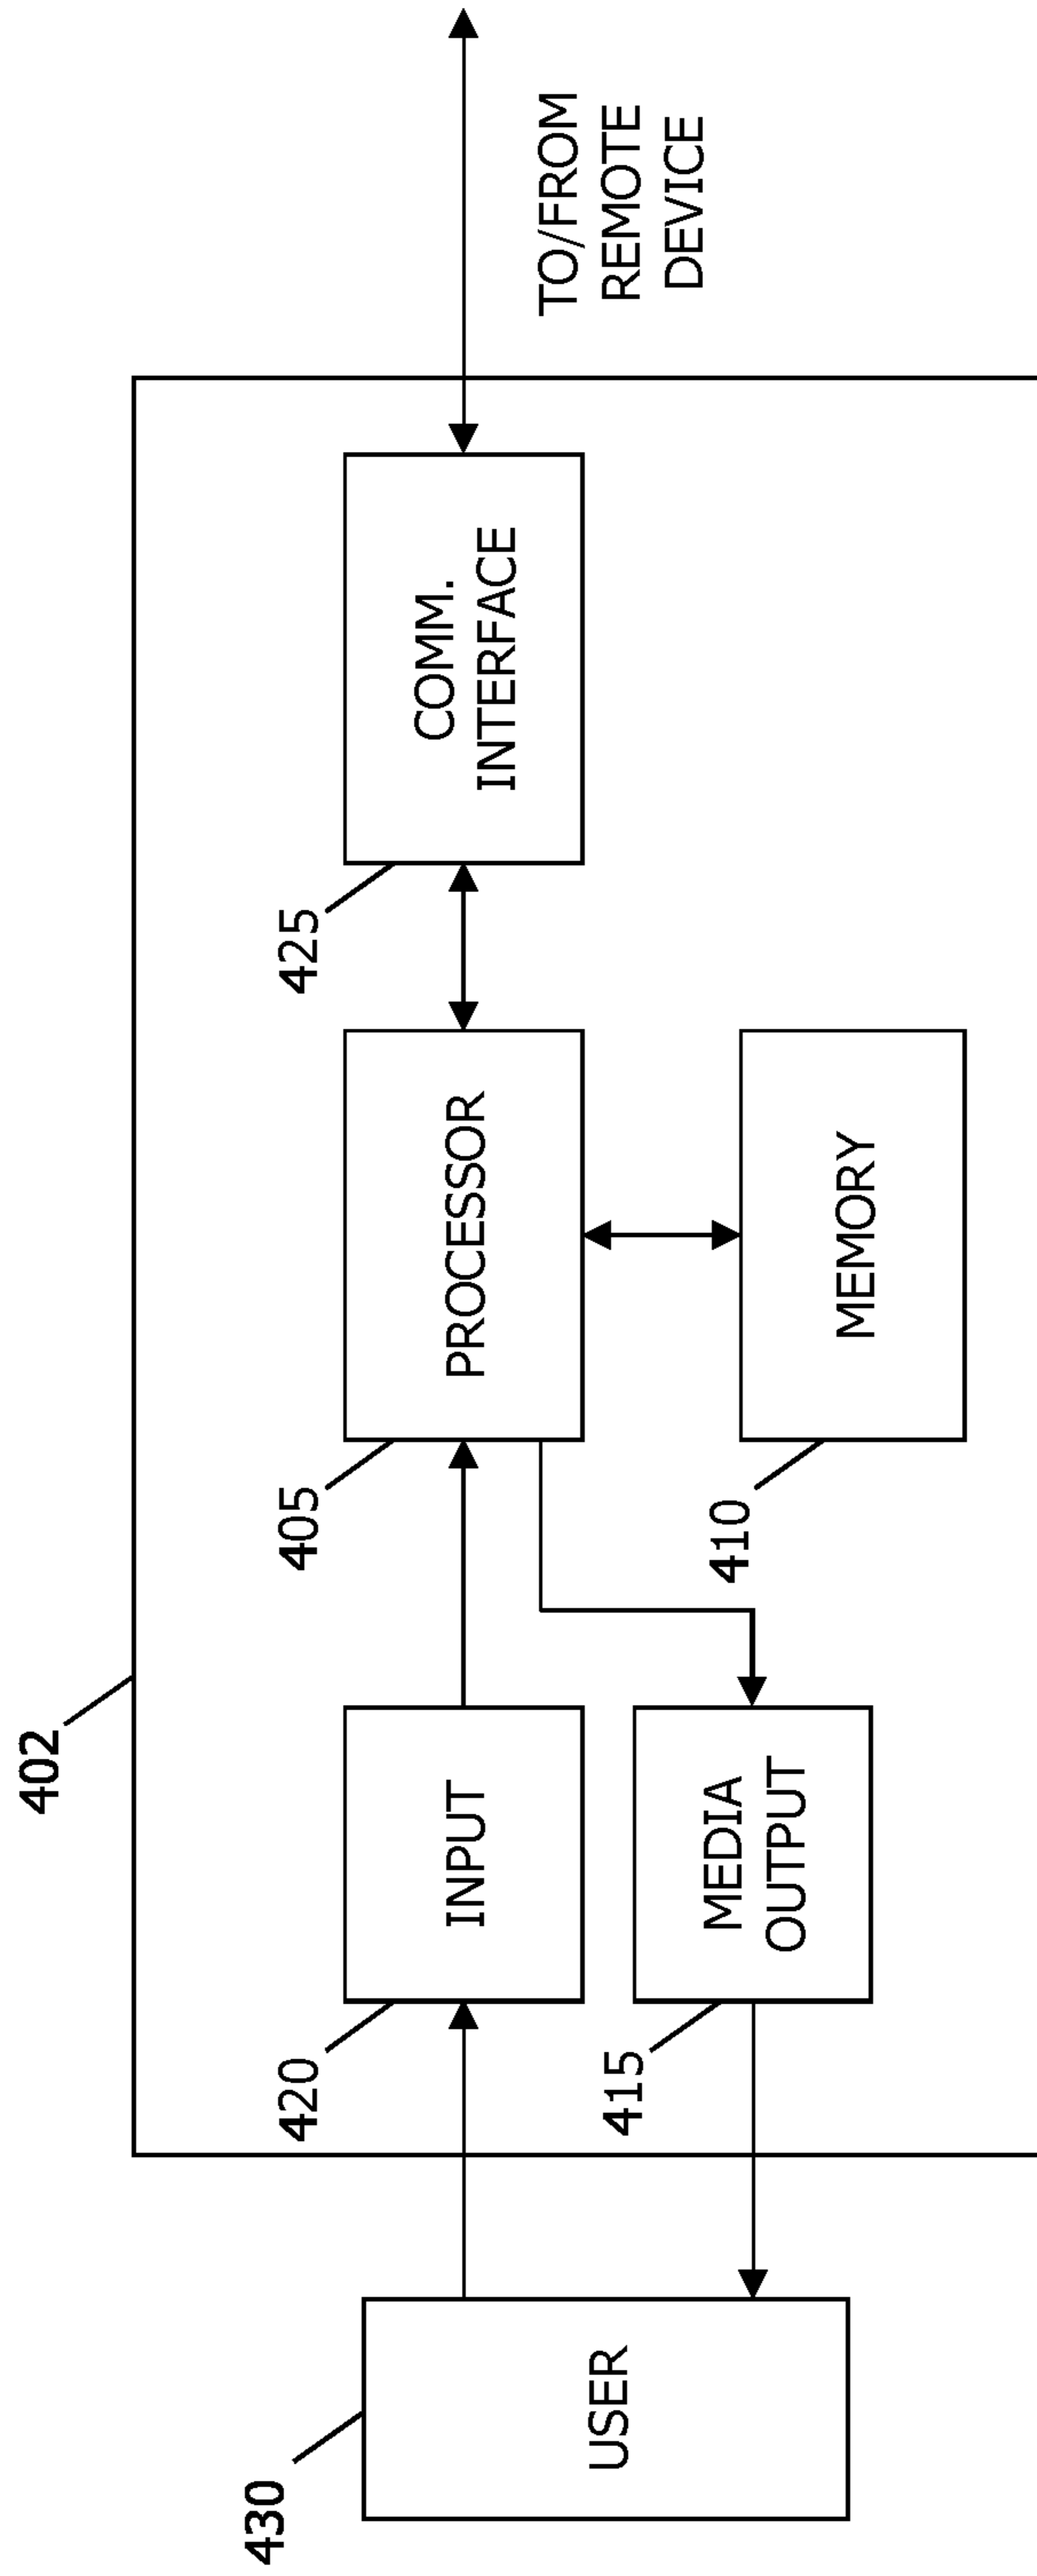 402
430
USER
420
INPUT
415
MEDIA
OUTPUT
405
PROCESSOR
410
MEMORY
425
COMM.
INTERFACE
TO/FROM
REMOTE
DEVICE